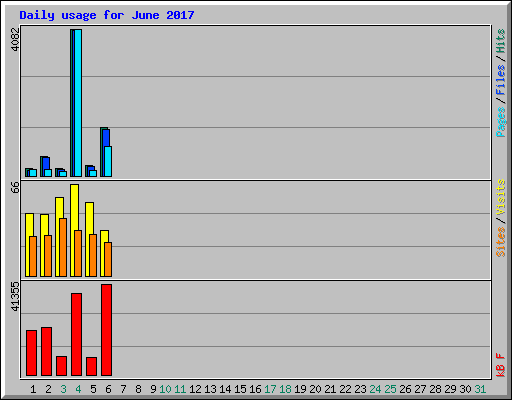 Daily usage for June 2017
4082
66
41355
Pages / Files / Hits
Sites / Visits
kB F
1 2 3 4 5 6 7 8 9 10 11 12 13 14 15 16 17 18 19 20 21 22 23 24 25 26 27 28 29 30 31